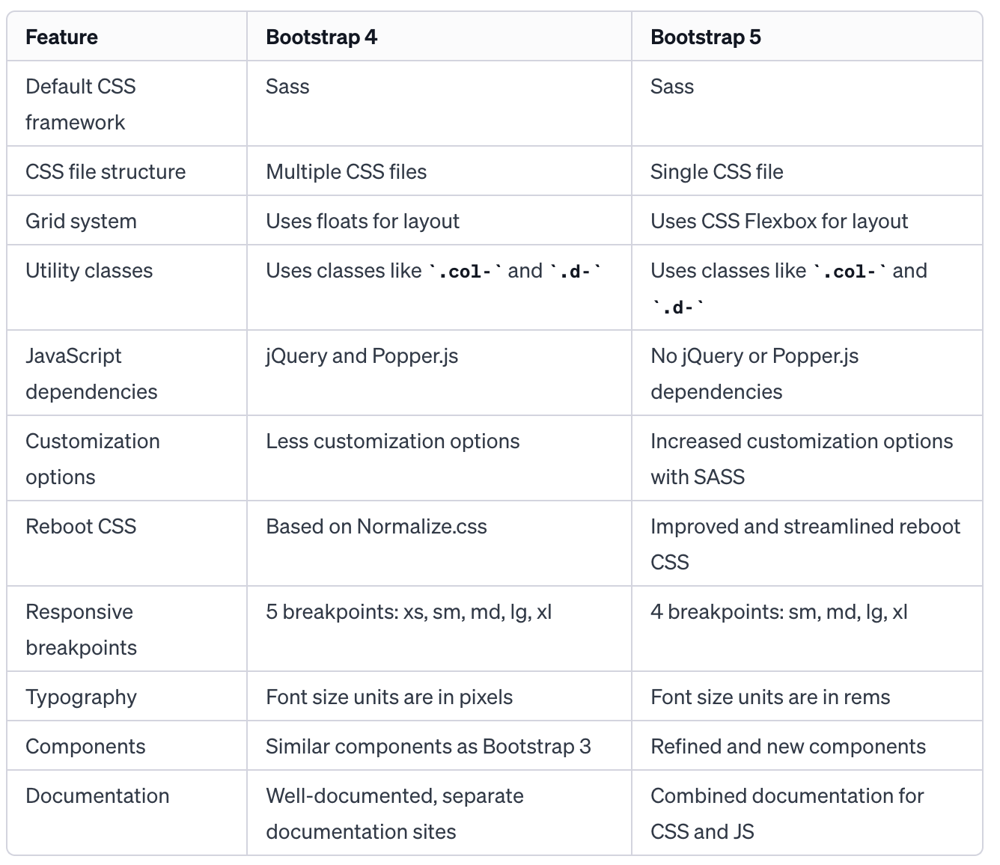 Feature Bootstrap 4 Bootstrap 5
Default CSS Sass Sass
framework
CSS file structure Multiple CSS files Single CSS file
Grid system Uses floats for layout Uses CSS Flexbox for layout
Utility classes Uses classes like `.col-` and `.d-` Uses classes like `.col-` and
`.d-`
JavaScript jQuery and Popper.js No jQuery or Popper.js
dependencies dependencies
Customization Less customization options Increased customization options
options with SASS
Reboot CSS Based on Normalize.css Improved and streamlined reboot
CSS
Responsive 5 breakpoints: xs, sm, md, lg, xl 4 breakpoints: sm, md, lg, xl
breakpoints
Typography Font size units are in pixels Font size units are in rems
Components Similar components as Bootstrap 3 Refined and new components
Documentation Well-documented, separate Combined documentation for
documentation sites CSS and JS